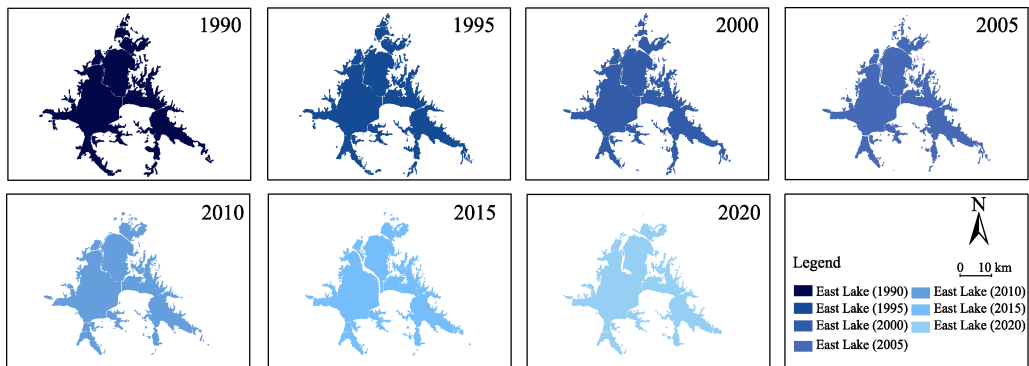 1990
1995
2000
2005
2010
2015
2020
N
0 10 km
Legend
East Lake (1990)
East Lake (2010)
East Lake (1995)
East Lake (2015)
East Lake (2000)
East Lake (2020)
East Lake (2005)